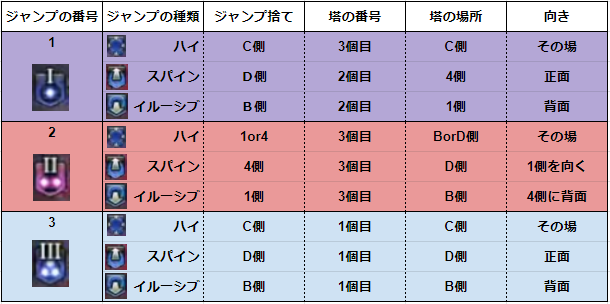 ジャンプの番号 ジャンプの種類 ジャンプ捨て 塔の番号 塔の場所 向き
1 ハイ C側 3個目 C側 その場
I スパイン D側 2個目 4側 正面
イルーシブ B側 2個目 1側 背面
2 ハイ 1or4 3個目 BorD側 その場
II スパイン 4側 3個目 D側 1側を向く
イルーシブ 1側 3個目 B側 4側に背面
3 ハイ C側 1個目 C側 その場
III スパイン D側 1個目 D側 正面
イルーシブ B側 1個目 B側 背面